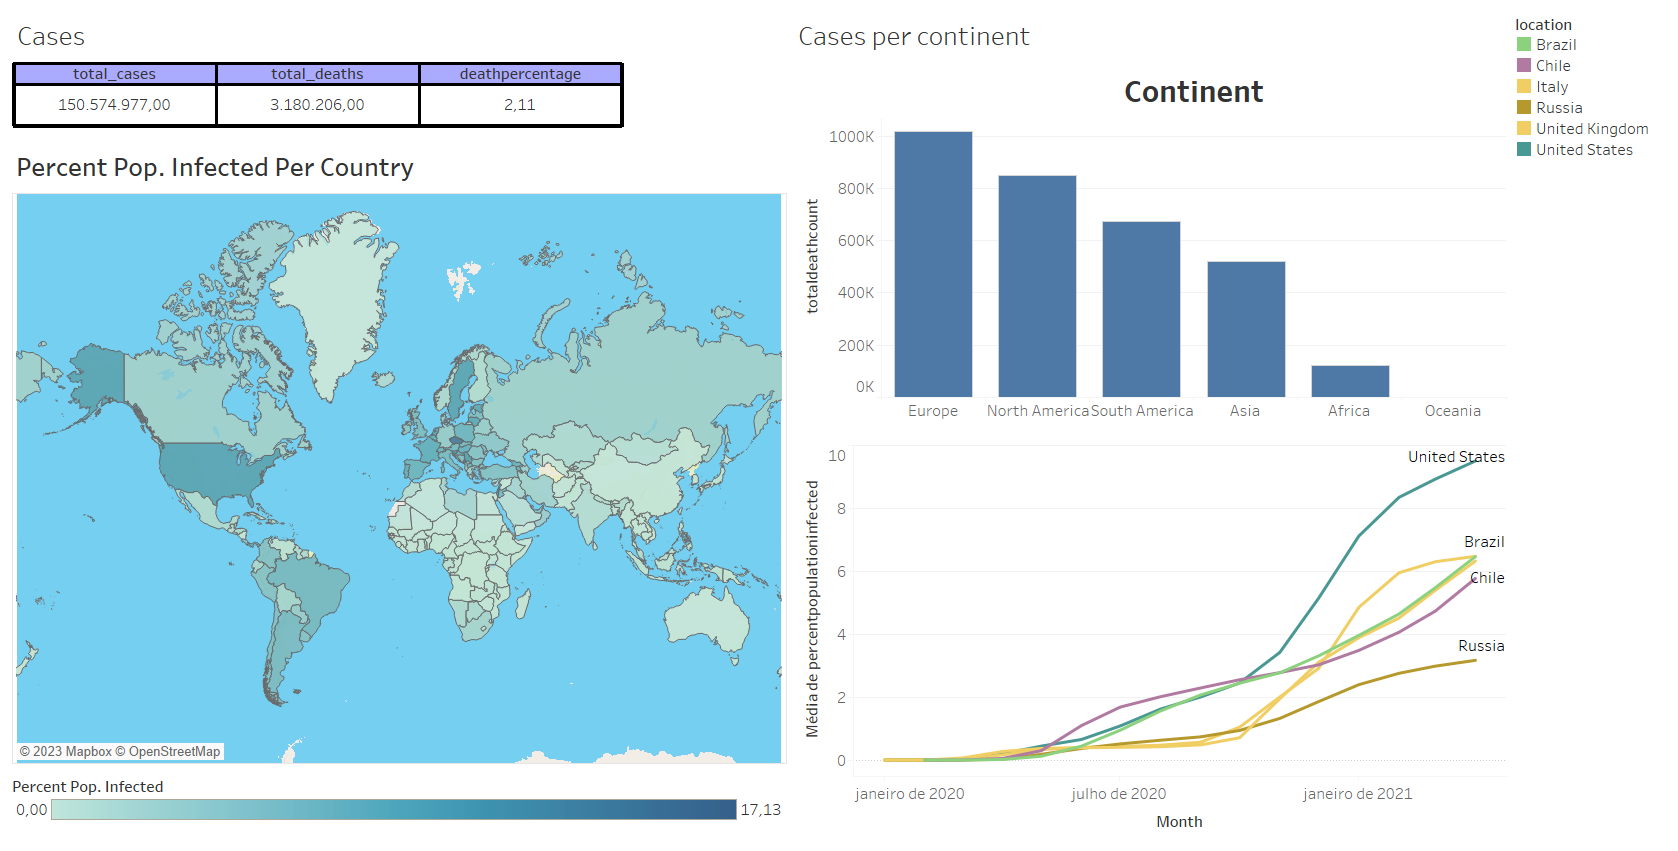 Cases
total_cases total_deaths deathpercentage
150.574.977,00 3.180.206,00 2,11
Percent Pop. Infected Per Country
© 2023 Mapbox © OpenStreetMap
Percent Pop. Infected
0,00 17,13
Cases per continent
Continent
totaldeathcount
1000K
800K
600K
400K
200K
0K
Europe North America South America Asia Africa Oceania
Média de percentpopulationinfected
10
8
6
4
2
0
United States
Brazil
Chile
Russia
janeiro de 2020 julho de 2020 janeiro de 2021
Month
location
Brazil
Chile
Italy
Russia
United Kingdom
United States